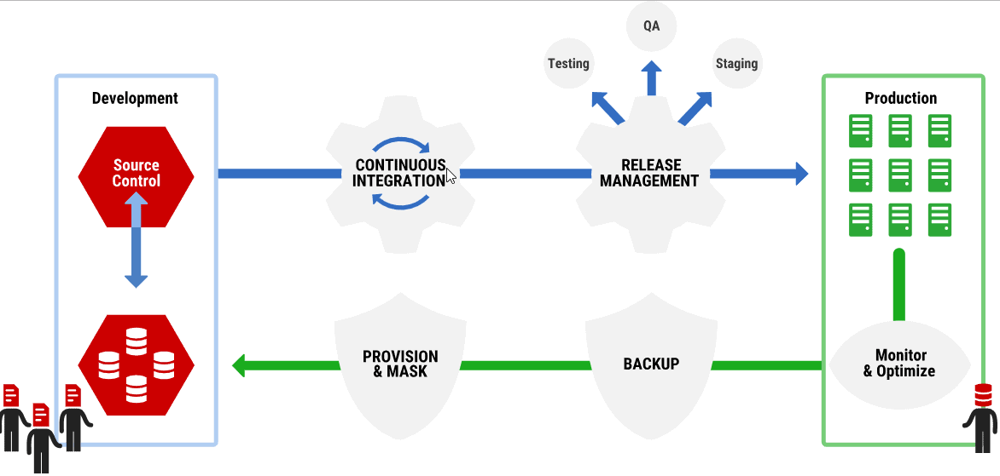 QA
Testing
Staging
Development
Production
Source
Control
CONTINUOUS
INTEGRATION
RELEASE
MANAGEMENT
PROVISION
& MASK
BACKUP
Monitor
& Optimize